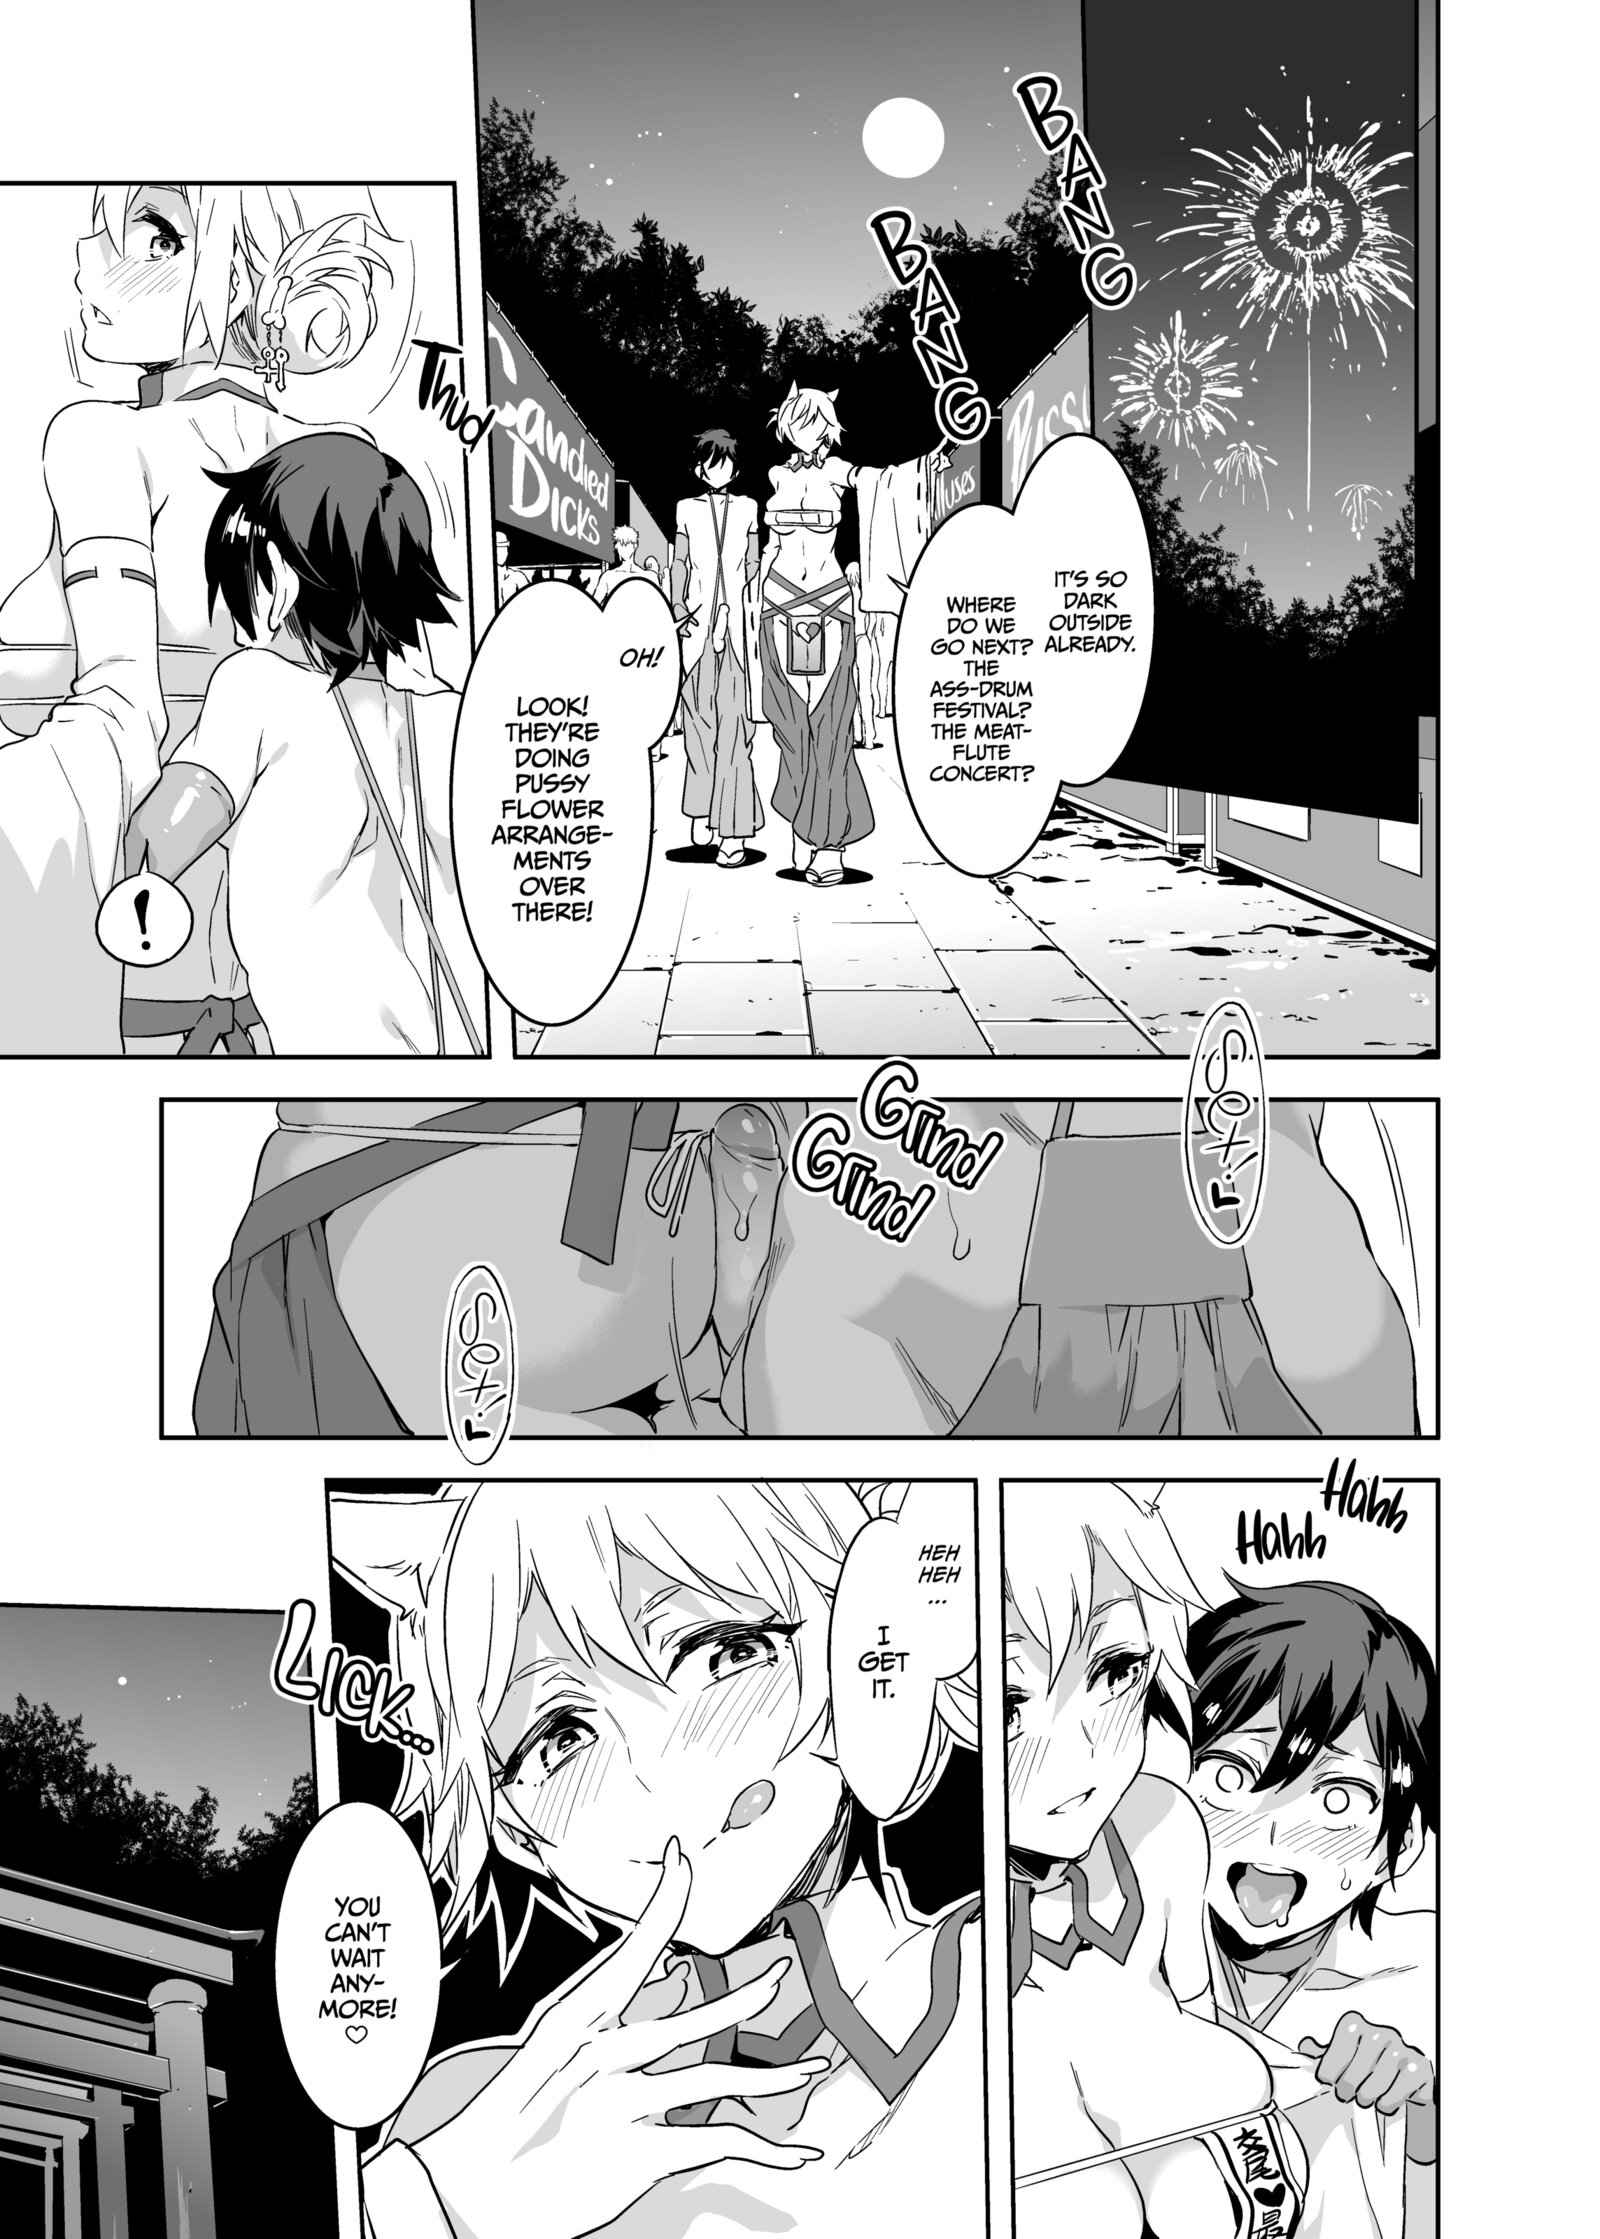 BANG
BANG
IT'S SO
DARK
OUTSIDE
ALREADY.
WHERE
DO WE
GO NEXT?
THE
ASS-DRUM
FESTIVAL?
THE MEAT-
FLUTE
CONCERT?
Candied
Dicks
OH!
LOOK!
THEY'RE
DOING
PUSSY
FLOWER
ARRANGE-
MENTS
OVER
THERE!
Thud
!
Grind
Grind
Sex!♥
Sex!♥
Hahh
Hahh
HEH
HEH
...
I
GET
IT.
Lick...
YOU
CAN'T
WAIT
ANY-
MORE!
♡